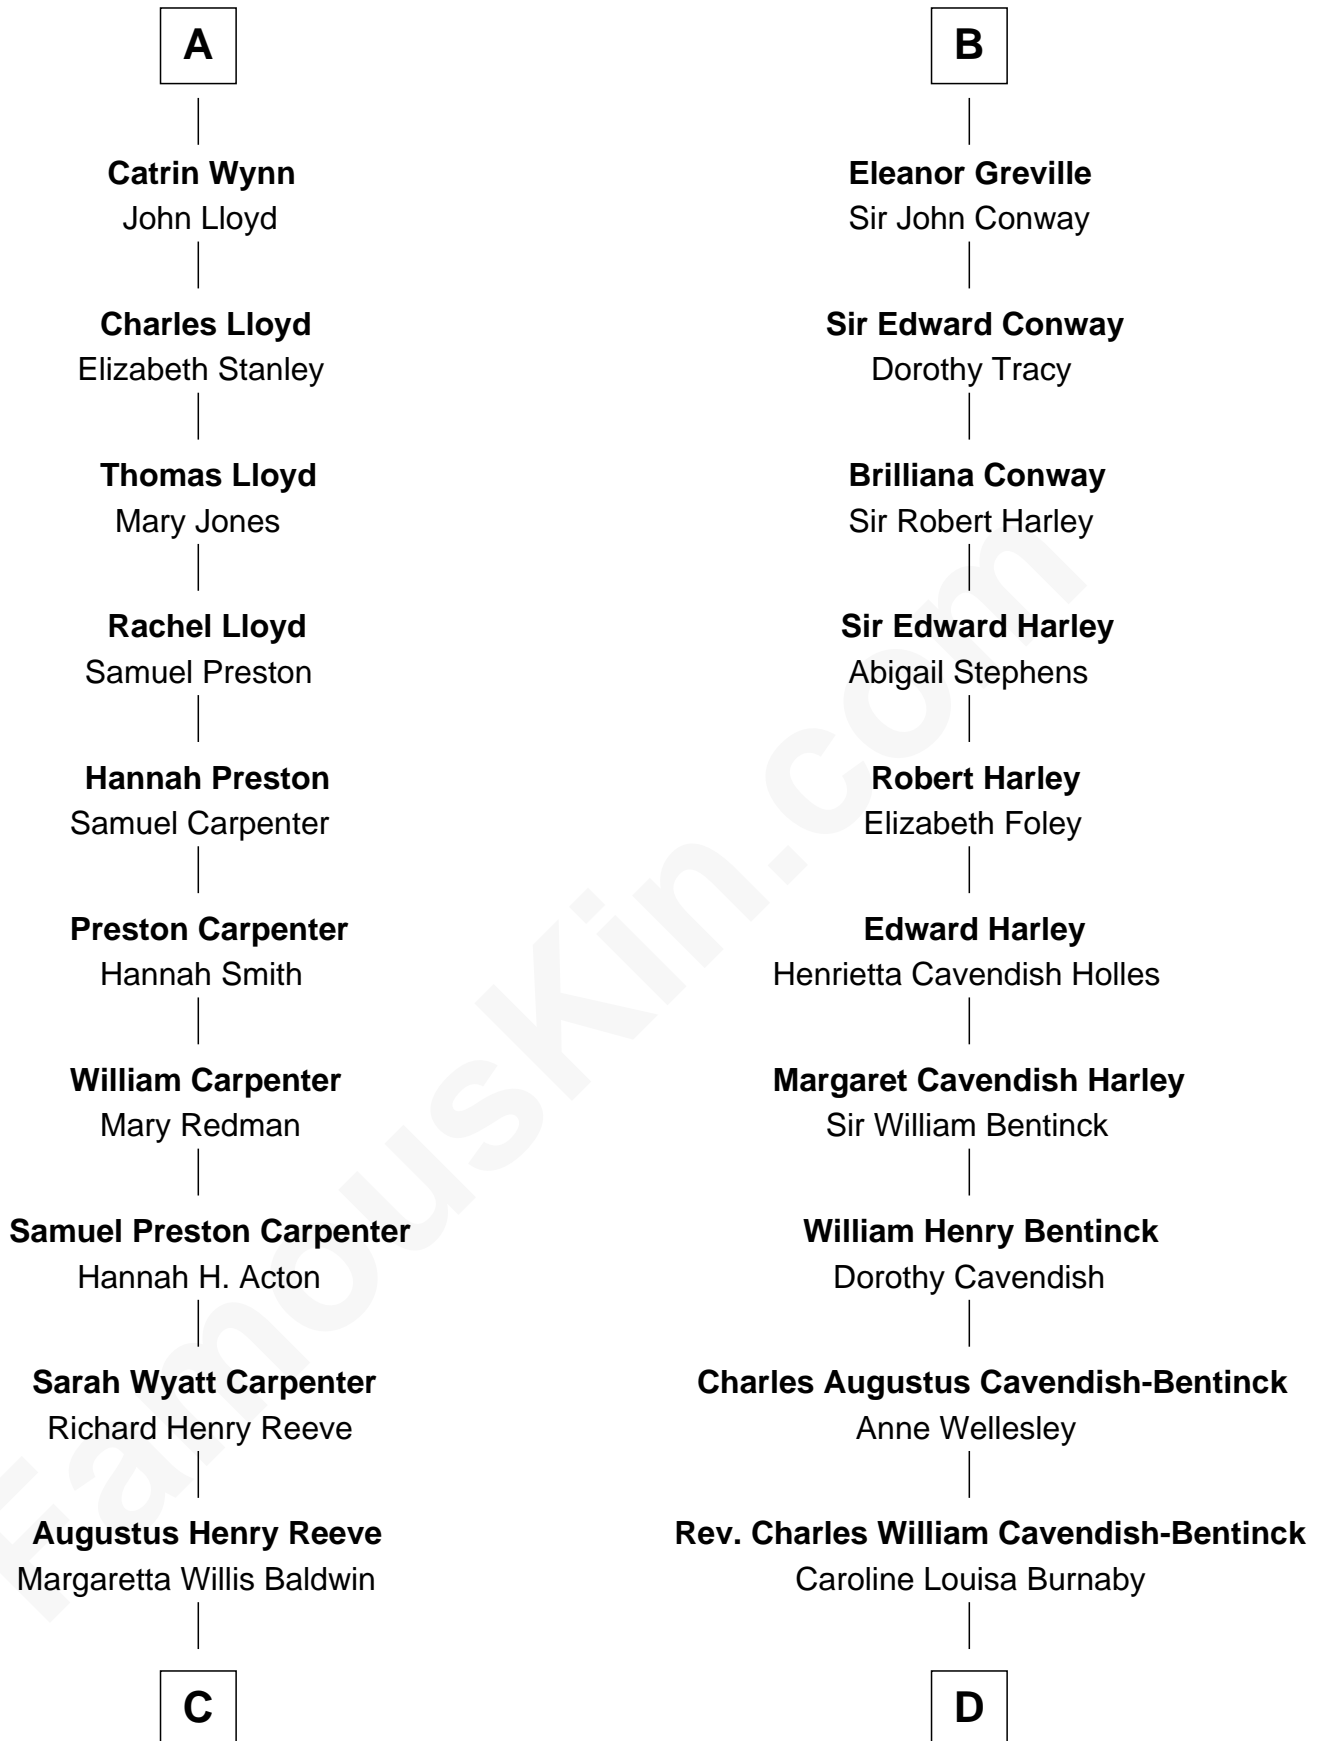 A
Catrin Wynn
John Lloyd
Charles Lloyd
Elizabeth Stanley
Thomas Lloyd
Mary Jones
Rachel Lloyd
Samuel Preston
Hannah Preston
Samuel Carpenter
Preston Carpenter
Hannah Smith
William Carpenter
Mary Redman
Samuel Preston Carpenter
Hannah H. Acton
Sarah Wyatt Carpenter
Richard Henry Reeve
Augustus Henry Reeve
Margaretta Willis Baldwin
C
B
Eleanor Greville
Sir John Conway
Sir Edward Conway
Dorothy Tracy
Brilliana Conway
Sir Robert Harley
Sir Edward Harley
Abigail Stephens
Robert Harley
Elizabeth Foley
Edward Harley
Henrietta Cavendish Holles
Margaret Cavendish Harley
Sir William Bentinck
William Henry Bentinck
Dorothy Cavendish
Charles Augustus Cavendish-Bentinck
Anne Wellesley
Rev. Charles William Cavendish-Bentinck
Caroline Louisa Burnaby
D
FamousKin.com